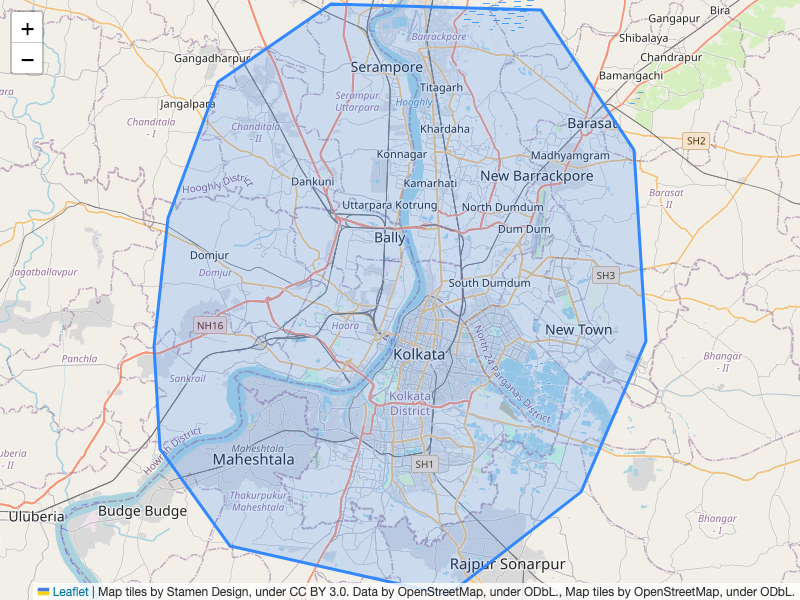 +
−
Bira
Gangapur
Shibalaya
Chandrapur
Bamangachi
Gangadharpur
Barrackpore
Serampore
Titagarh
Jangalpara
Serampur
Uttarpara
Hooghly
Chanditala
- I
Chanditala
- II
Khardaha
Barasat
SH2
Konnagar
Madhyamgram
Dankuni
Hooghly District
Kamarhati
New Barrackpore
Barasat
II
Uttarpara Kotrung
North Dumdum
Bally
Dum Dum
Domjur
Domjur
Jagatballavpur
South Dumdum
SH3
NH16
Haora
New Town
Panchla
Kolkata
Bhangar
- II
North 24 Parganas District
Sankrail
Kolkata
District
Howrah District
Maheshtala
Maheshtala
SH1
- II
Thakurpukur
Maheshtala
Budge Budge
Uluberia
Bhangar
- I
Rajpur Sonarpur
Leaflet | Map tiles by Stamen Design, under CC BY 3.0. Data by OpenStreetMap, under ODbL., Map tiles by OpenStreetMap, under ODbL.